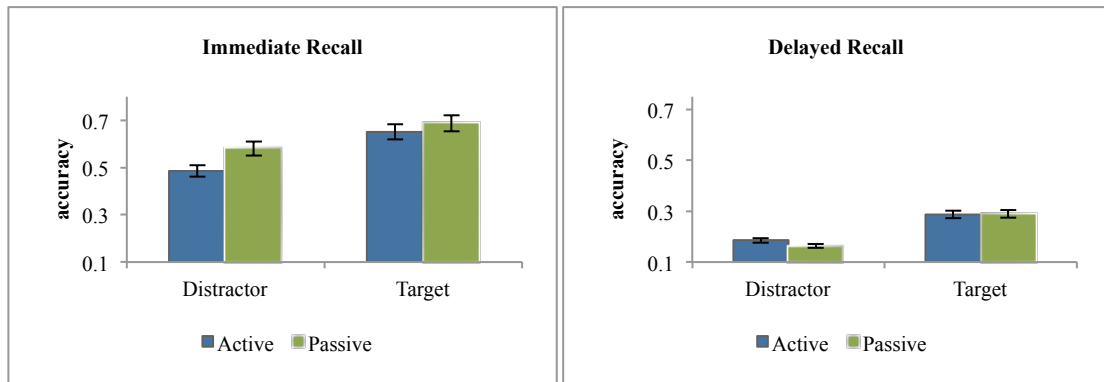 Immediate Recall
accuracy
0.7
0.5
0.3
0.1
Distractor Target
Active Passive
Delayed Recall
accuracy
0.7
0.5
0.3
0.1
Distractor Target
Active Passive